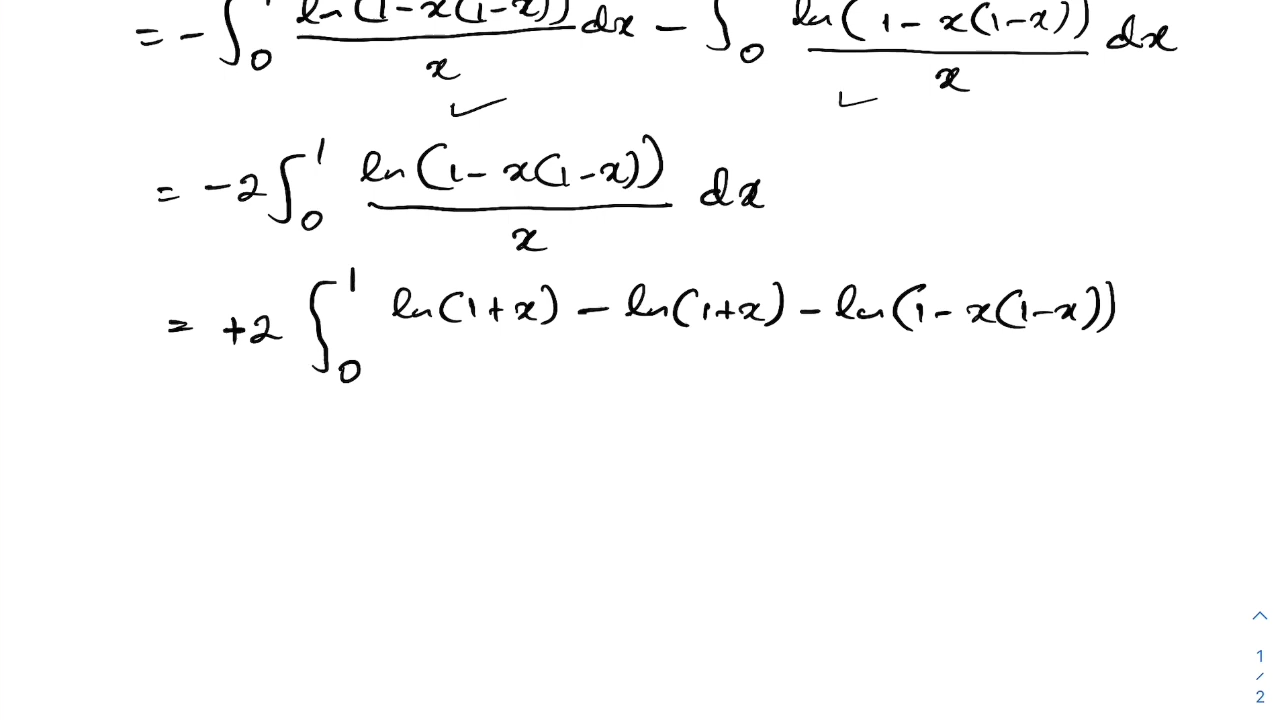 = - ∫₀¹ ln(1-x(1-x))/x dx - ∫₀ ln(1-x(1-x))/x dx
= -2 ∫₀¹ ln(1-x(1-x))/x dx
= +2 ∫₀¹ ln(1+x) - ln(1+x) - ln(1-x(1-x))
1
/
2